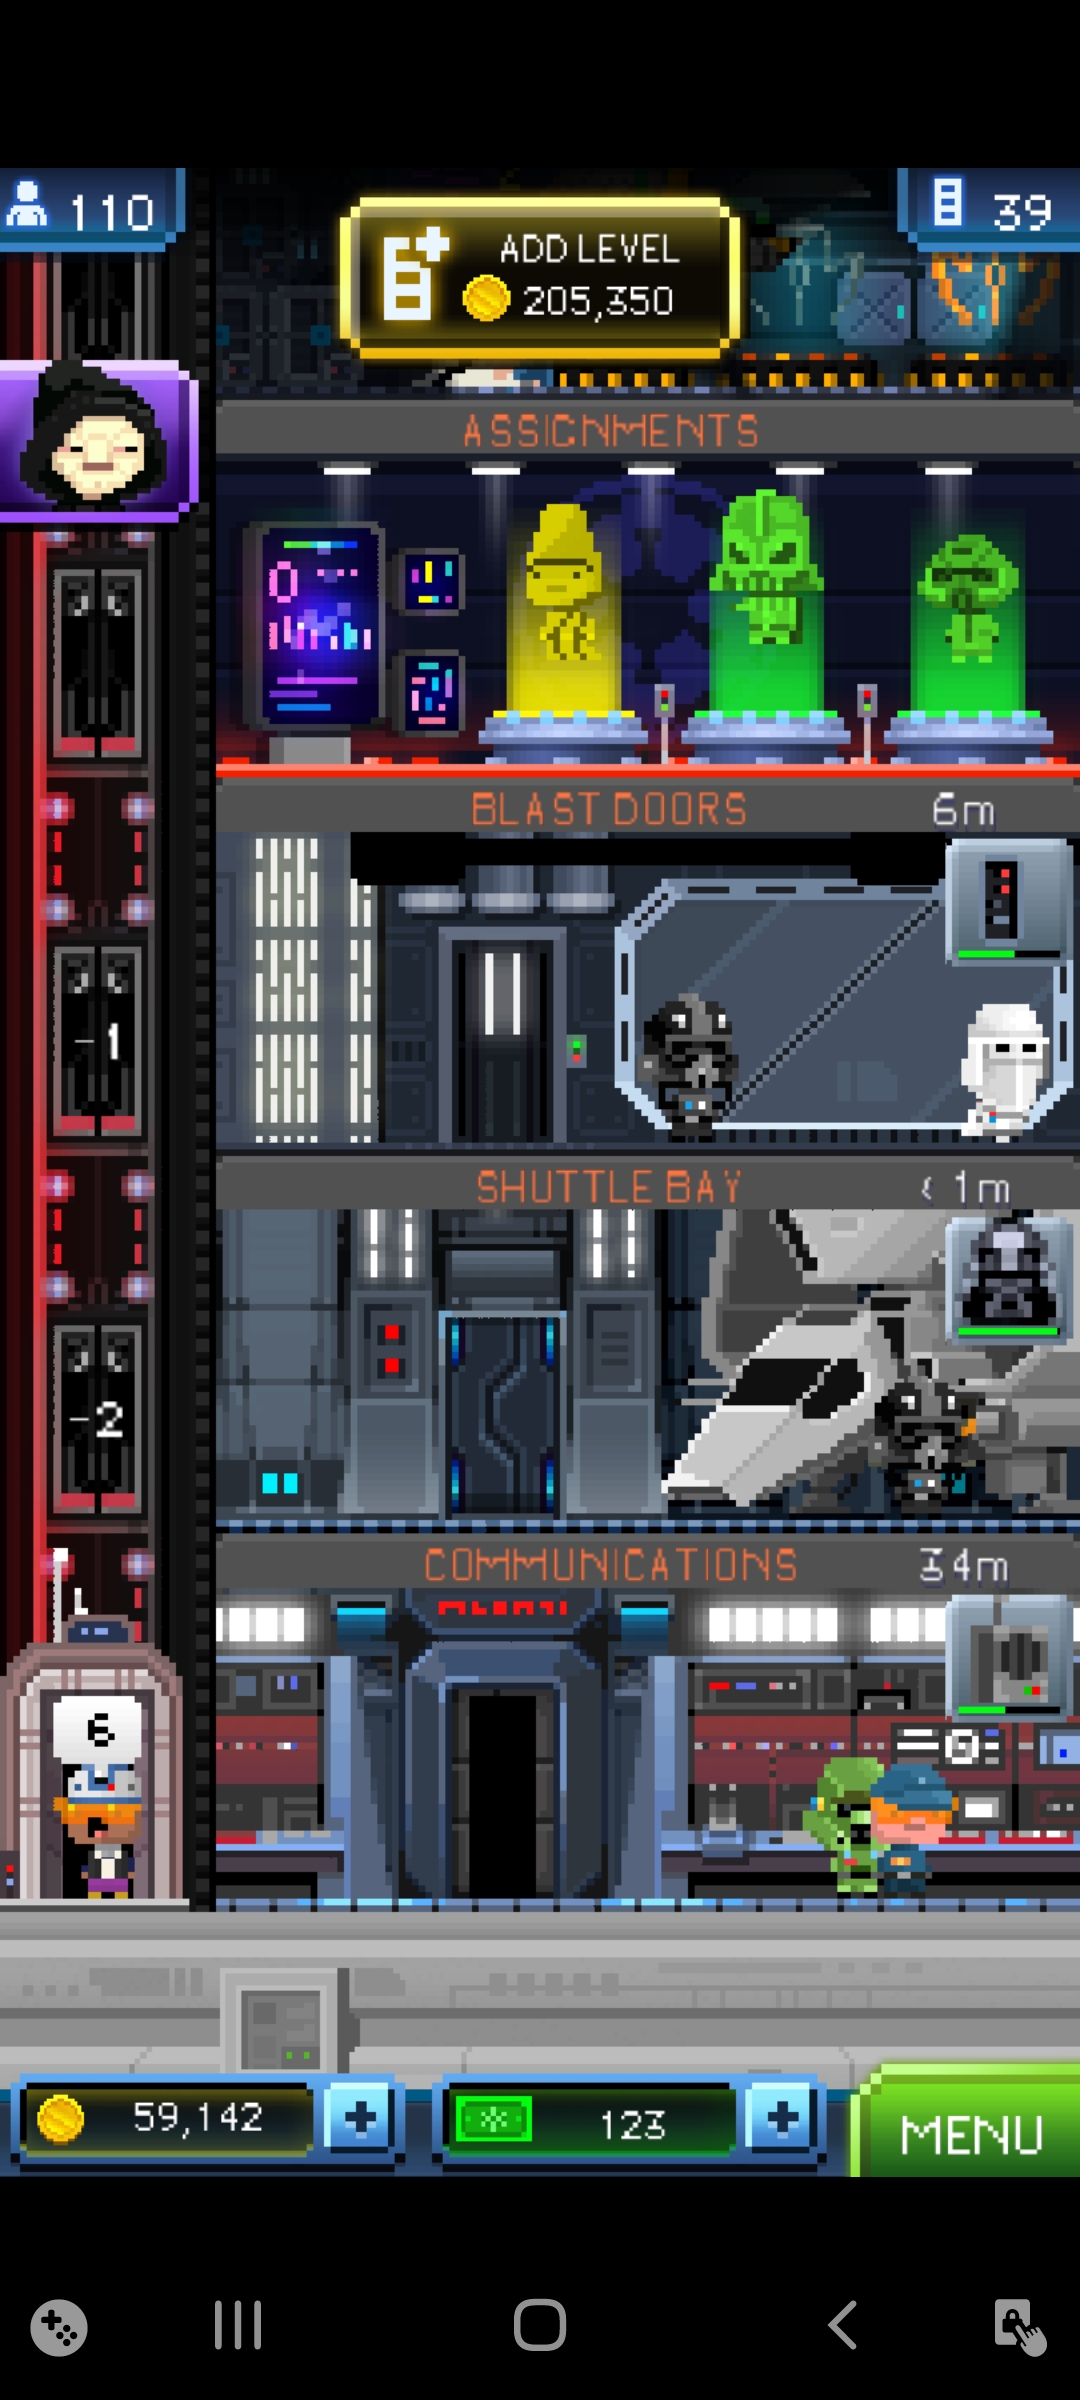 110
ADD LEVEL
205,350
39
ASSIGNMENTS
BLAST DOORS 6m
-1
SHUTTLE BAY < 1m
-2
COMMUNICATIONS 34m
6
59,142
123
MENU